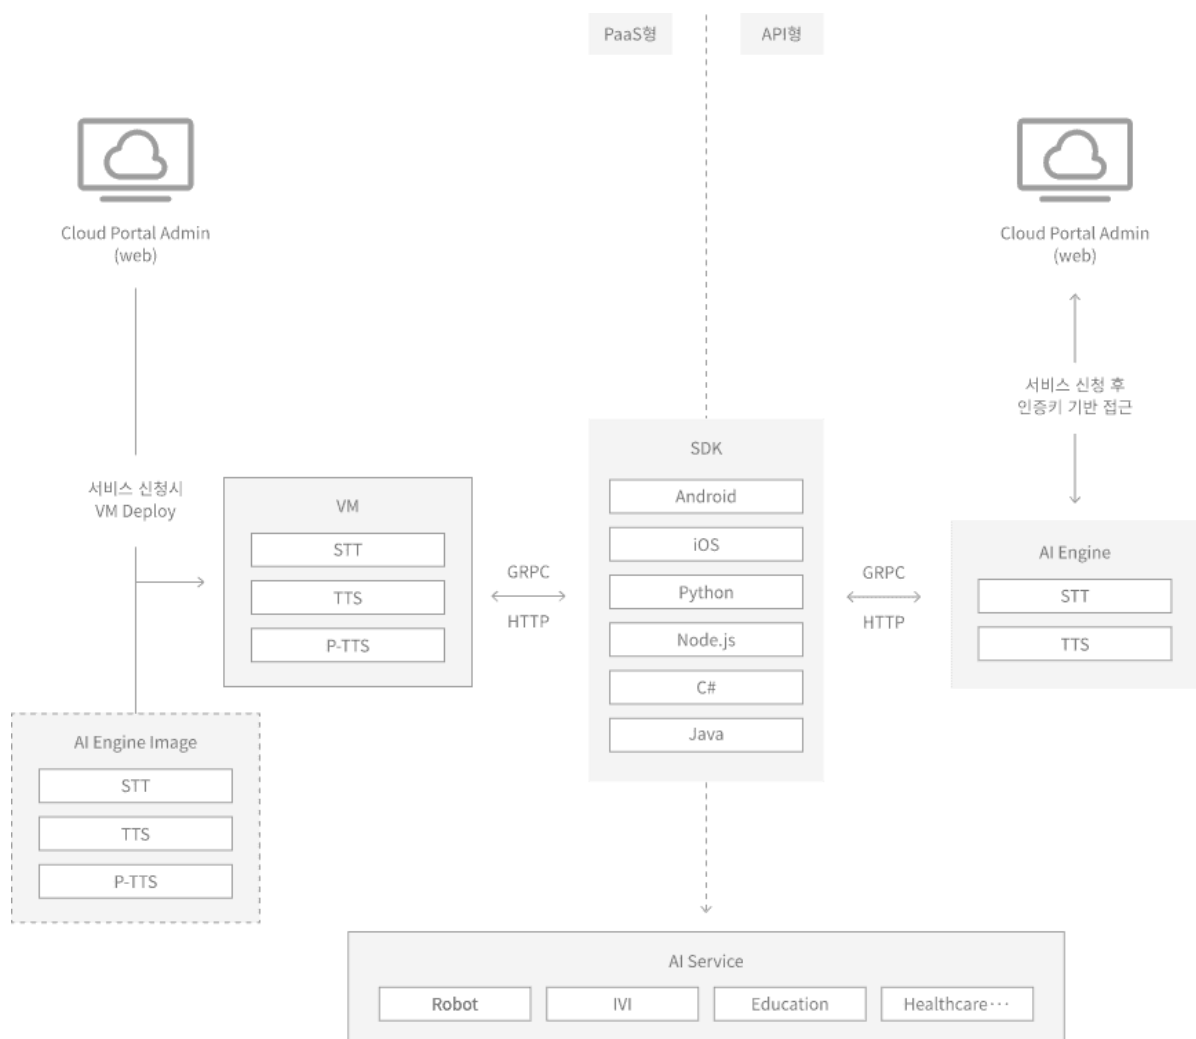 PaaS형
API형
Cloud Portal Admin
(web)
Cloud Portal Admin
(web)
서비스 신청 후
인증키 기반 접근
서비스 신청시
VM Deploy
VM
STT
TTS
P-TTS
GRPC
HTTP
SDK
Android
iOS
Python
Node.js
C#
Java
GRPC
HTTP
AI Engine
STT
TTS
AI Engine Image
STT
TTS
P-TTS
AI Service
Robot
IVI
Education
Healthcare···